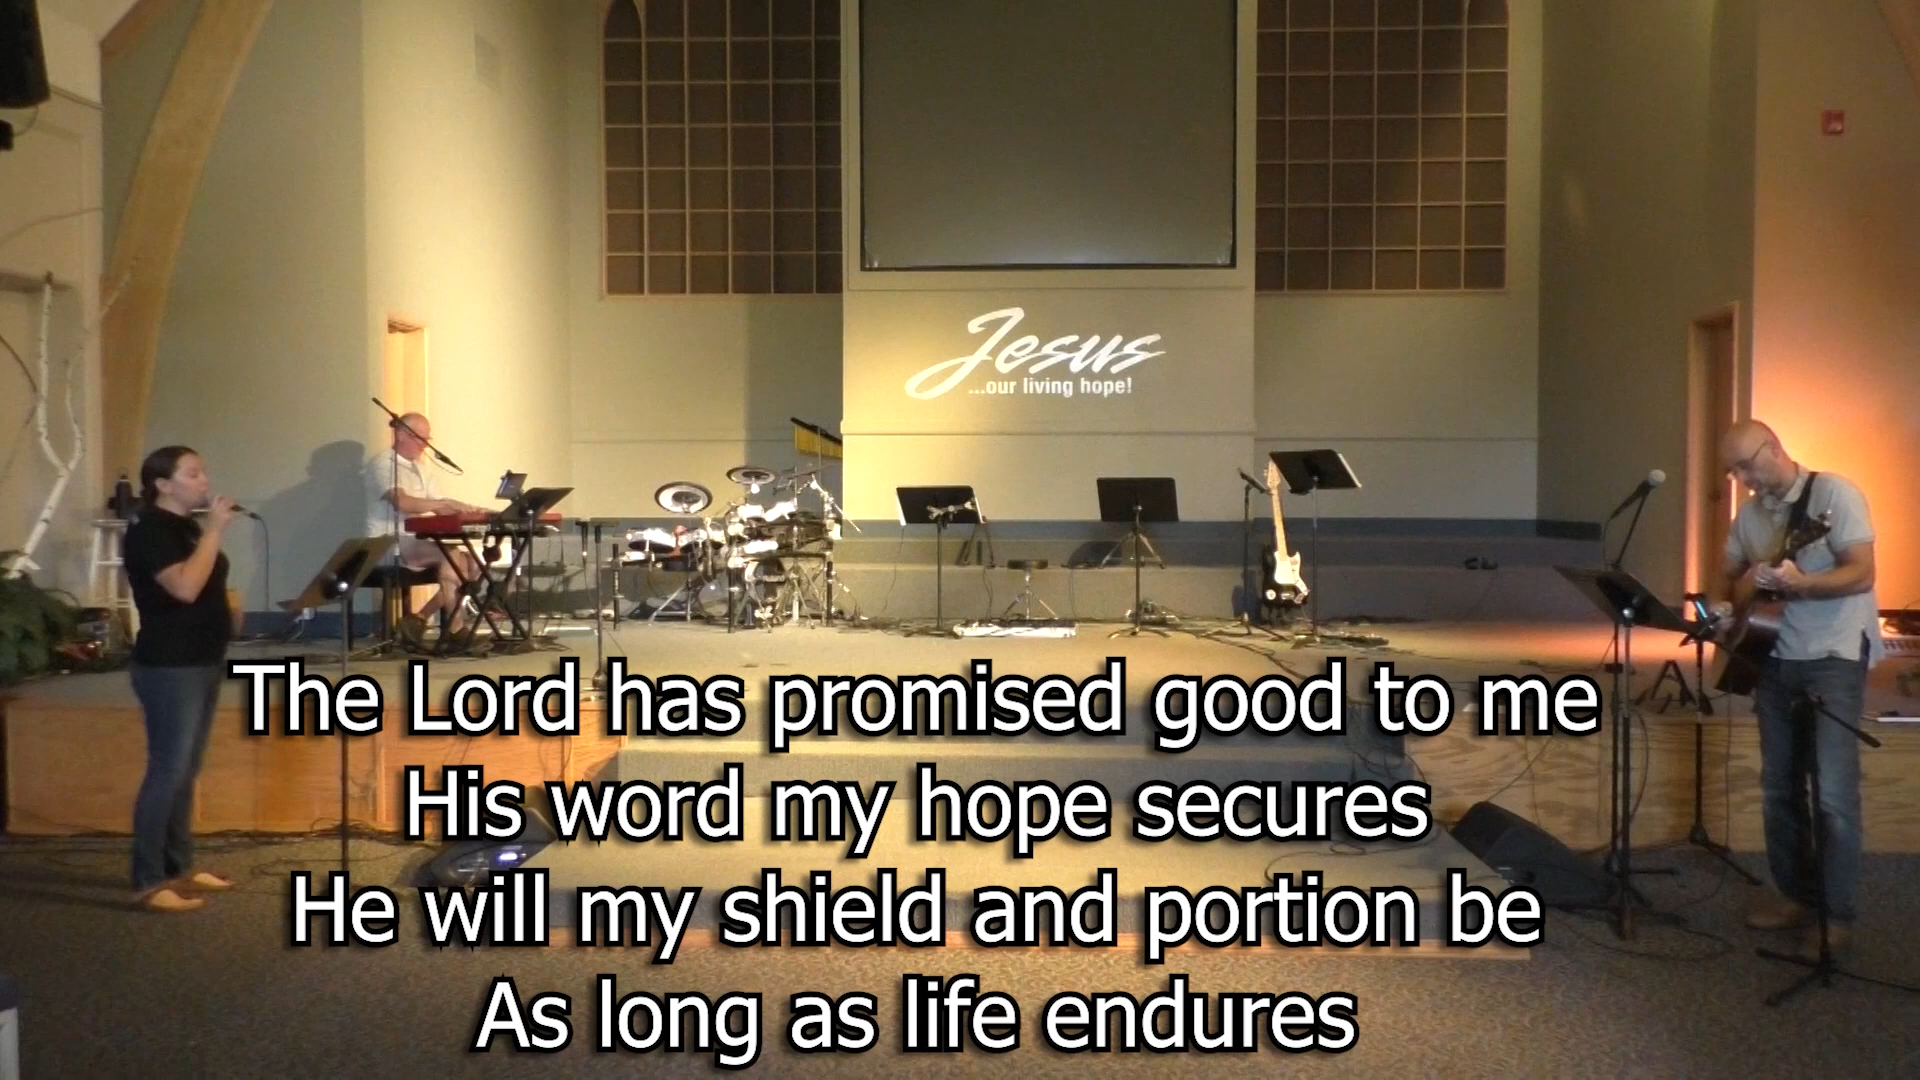 Jesus
...our living hope!
The Lord has promised good to me
His word my hope secures
He will my shield and portion be
As long as life endures